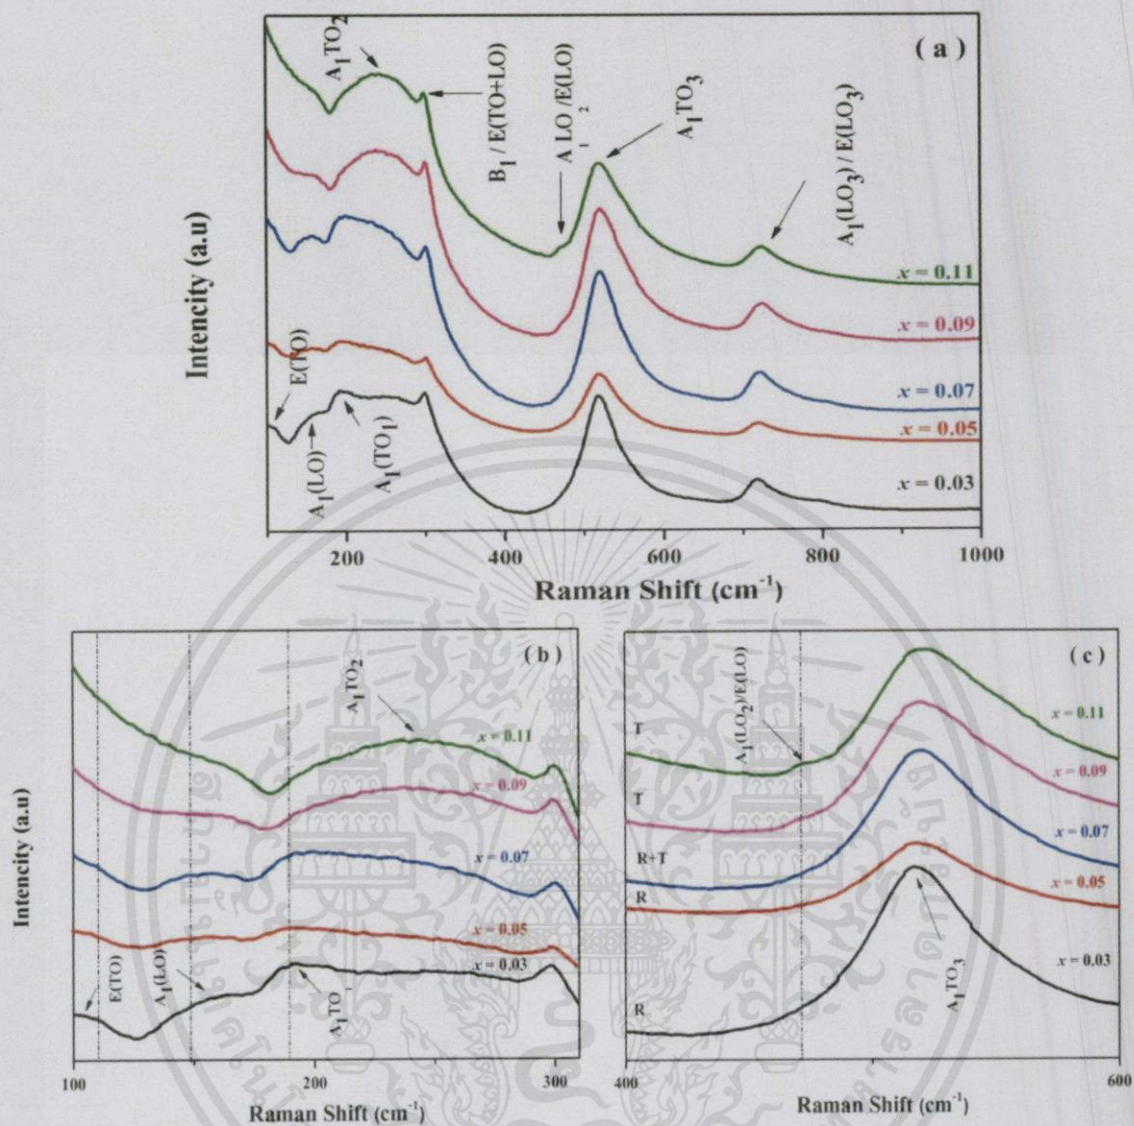 ( a )
A1TO2
B1 / E(TO+LO)
A1LO2/E(LO)
A1TO3
A1(LO3) / E(LO3)
x = 0.11
x = 0.09
x = 0.07
x = 0.05
x = 0.03
E(TO)
A1(LO)
A1(TO1)
Intencity (a.u)
200 400 600 800 1000
Raman Shift (cm-1)
( b )
A1TO2
x = 0.11
x = 0.09
x = 0.07
x = 0.05
x = 0.03
E(TO)
A1(LO)
A1TO1
Intencity (a.u)
100 200 300
Raman Shift (cm-1)
( c )
A1(LO2)/E(LO)
T
x = 0.11
T
x = 0.09
R+T
x = 0.07
R
x = 0.05
R
x = 0.03
A1TO3
400 600
Raman Shift (cm-1)